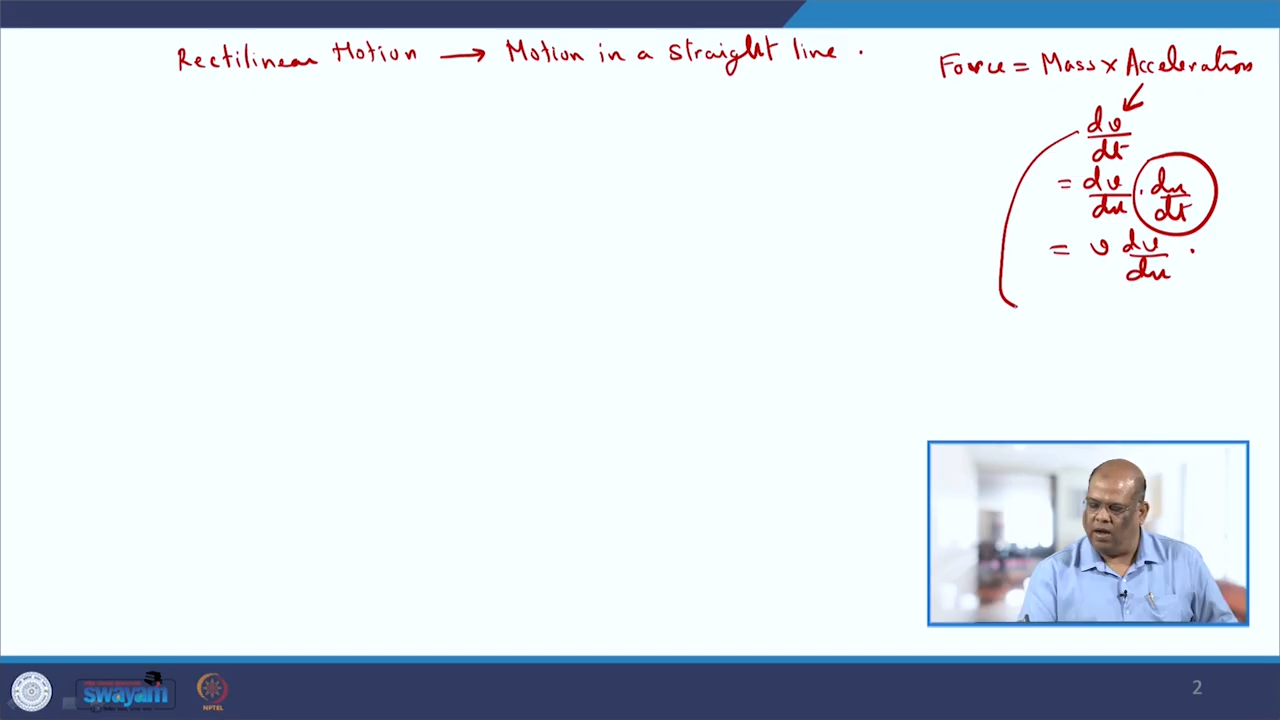 Rectilinear Motion → Motion in a straight line .
Force = Mass x Acceleration
dv/dt
= dv/dx . dx/dt
= v dv/dx .
swayam
NPTEL
2